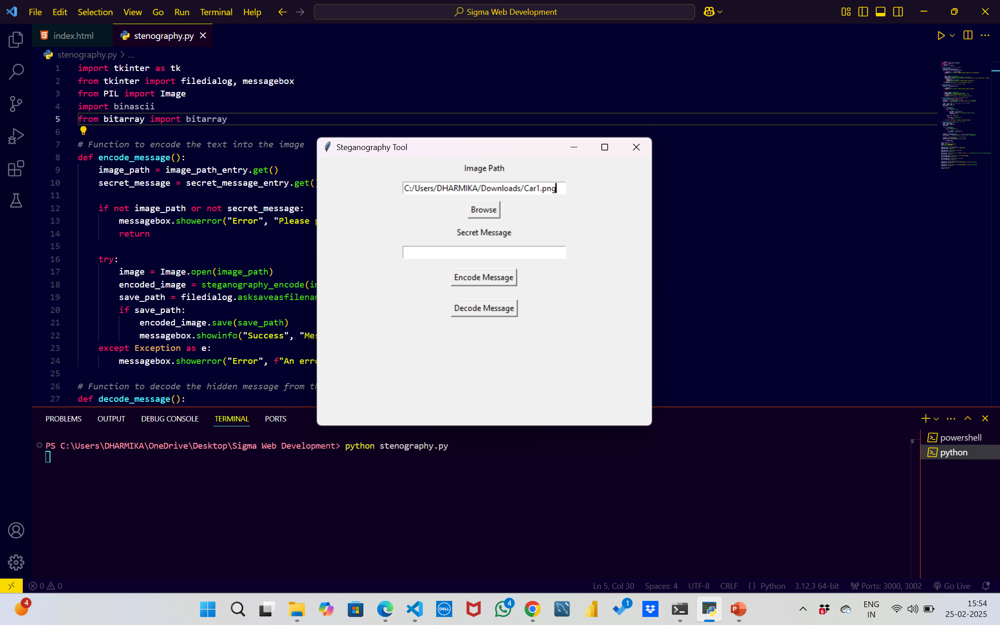 File Edit Selection View Go Run Terminal Help
Sigma Web Development
index.html
stenography.py
stenography.py > ...
1 import tkinter as tk
2 from tkinter import filedialog, messagebox
3 from PIL import Image
4 import binascii
5 from bitarray import bitarray
6
7 # Function to encode the text into the image
8 def encode_message():
9 image_path = image_path_entry.get()
10 secret_message = secret_message_entry.get(
11
12 if not image_path or not secret_message:
13 messagebox.showerror("Error", "Please
14 return
15
16 try:
17 image = Image.open(image_path)
18 encoded_image = steganography_encode(
19 save_path = filedialog.asksaveasfilenam
20 if save_path:
21 encoded_image.save(save_path)
22 messagebox.showinfo("Success", "Mes
23 except Exception as e:
24 messagebox.showerror("Error", f"An erro
25
26 # Function to decode the hidden message from th
27 def decode_message():
Steganography Tool
Image Path
C:/Users/DHARMIKA/Downloads/Car1.png
Browse
Secret Message
Encode Message
Decode Message
PROBLEMS OUTPUT DEBUG CONSOLE TERMINAL PORTS
PS C:\Users\DHARMIKA\OneDrive\Desktop\Sigma Web Development> python stenography.py
powershell
python
0 0
Ln 5, Col 30 Spaces: 4 UTF-8 CRLF {} Python 3.12.3 64-bit Ports: 3000, 3002 Go Live
4
DELL
4
1
P
6
ENG
IN
15:54
25-02-2025